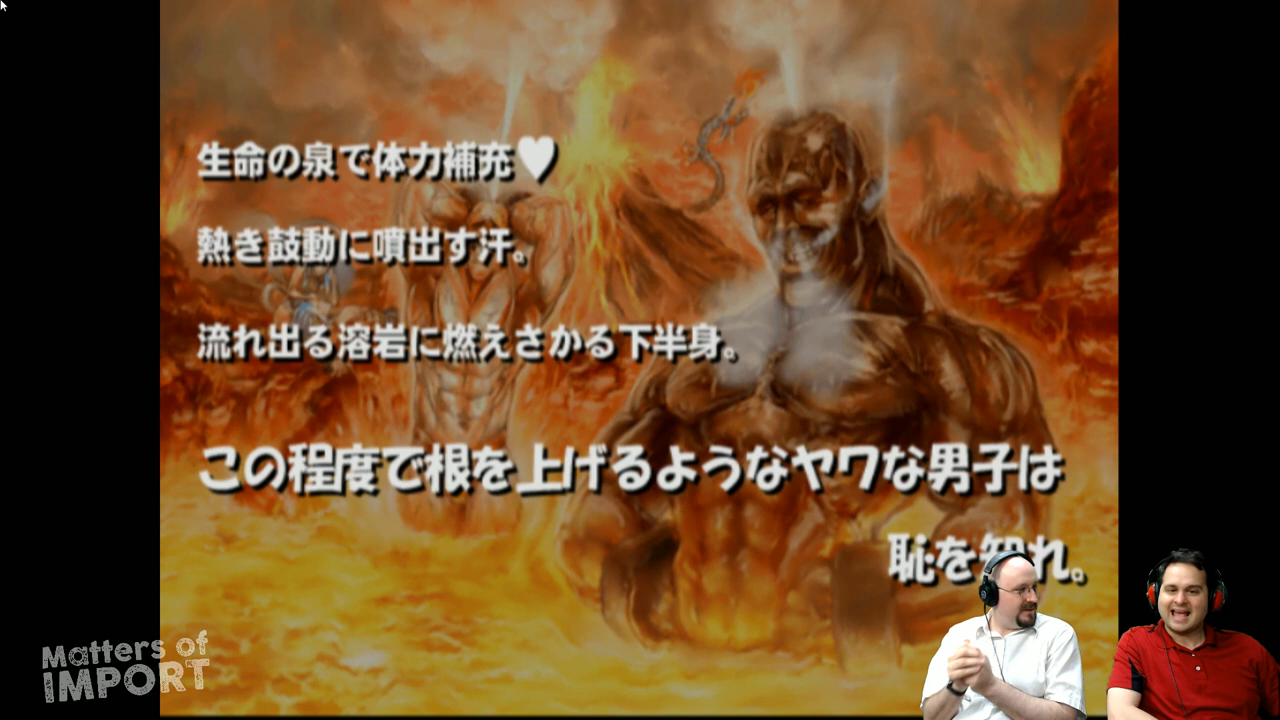 生命の泉で体力補充♥
熱き鼓動に噴出す汗。
流れ出る溶岩に燃えさかる下半身。
この程度で根を上げるようなヤワな男子は
恥を知れ。
Matters of
IMPORT